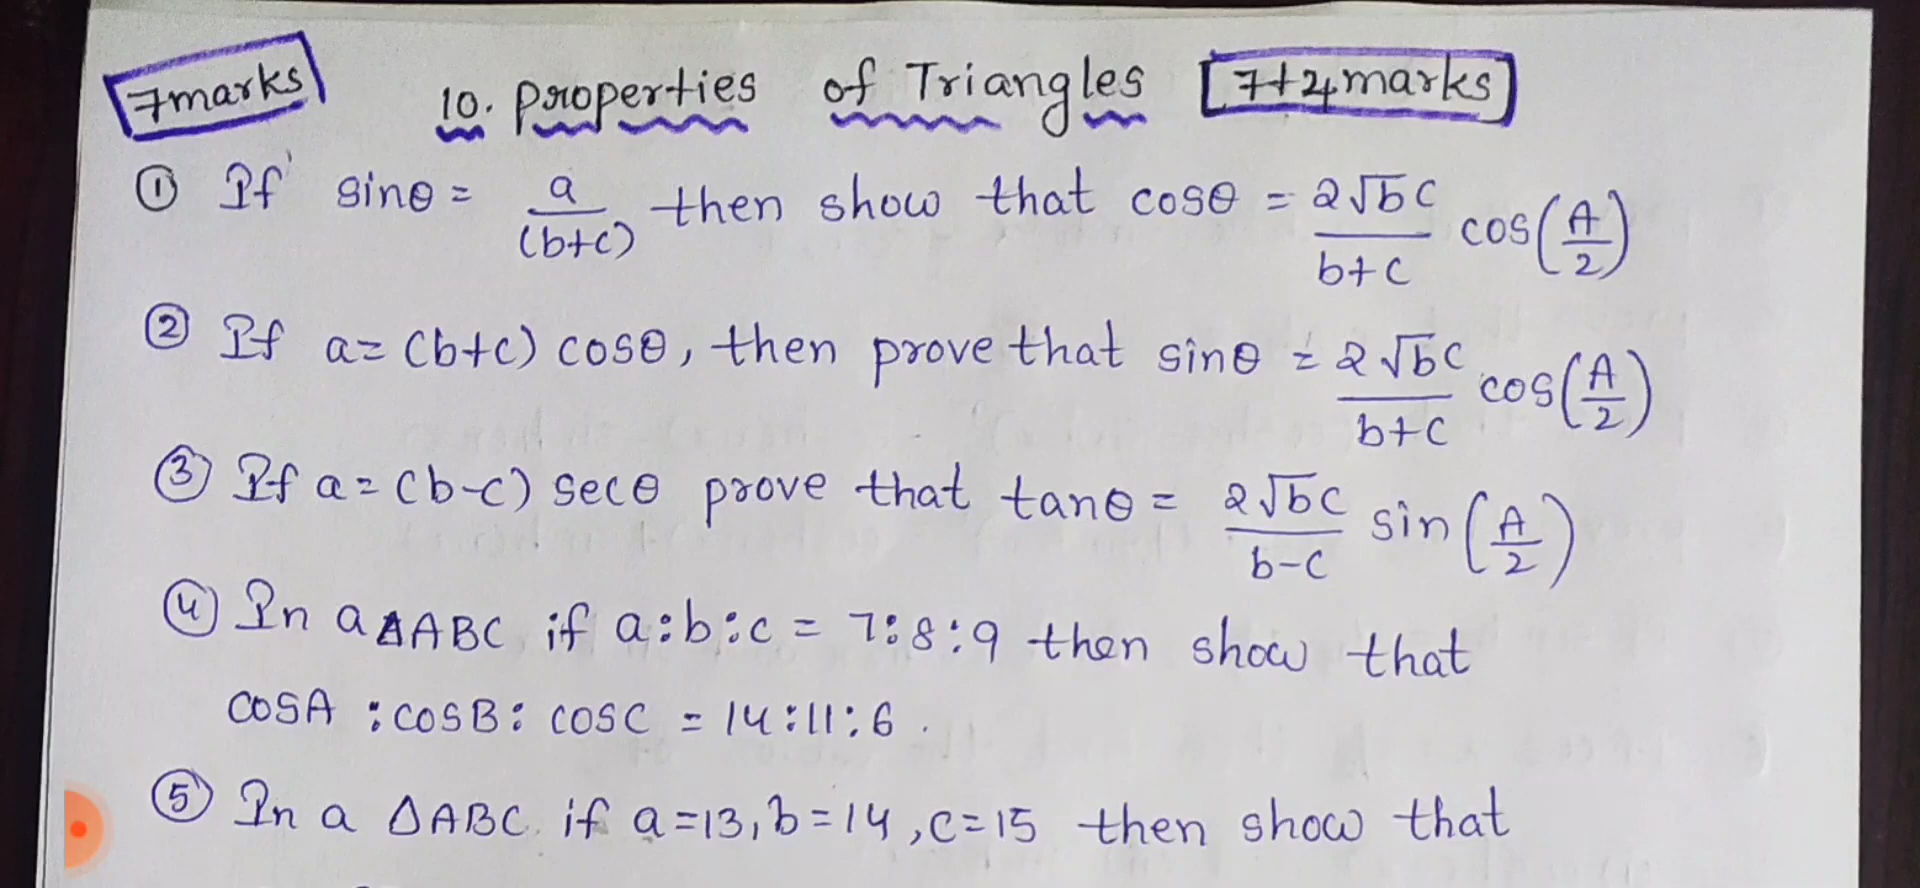 7marks 10. Properties of Triangles [7+4marks]
① If sinθ = a/(b+c) then show that cosθ = 2√bc/b+c cos(A/2)
② If a = (b+c) cosθ, then prove that sinθ = 2√bc/b+c cos(A/2)
③ If a = (b-c) secθ prove that tanθ = 2√bc/b-c sin(A/2)
④ In a ΔABC if a:b:c = 7:8:9 then show that
cosA : cosB : cosC = 14:11:6.
⑤ In a ΔABC if a=13, b=14, c=15 then show that